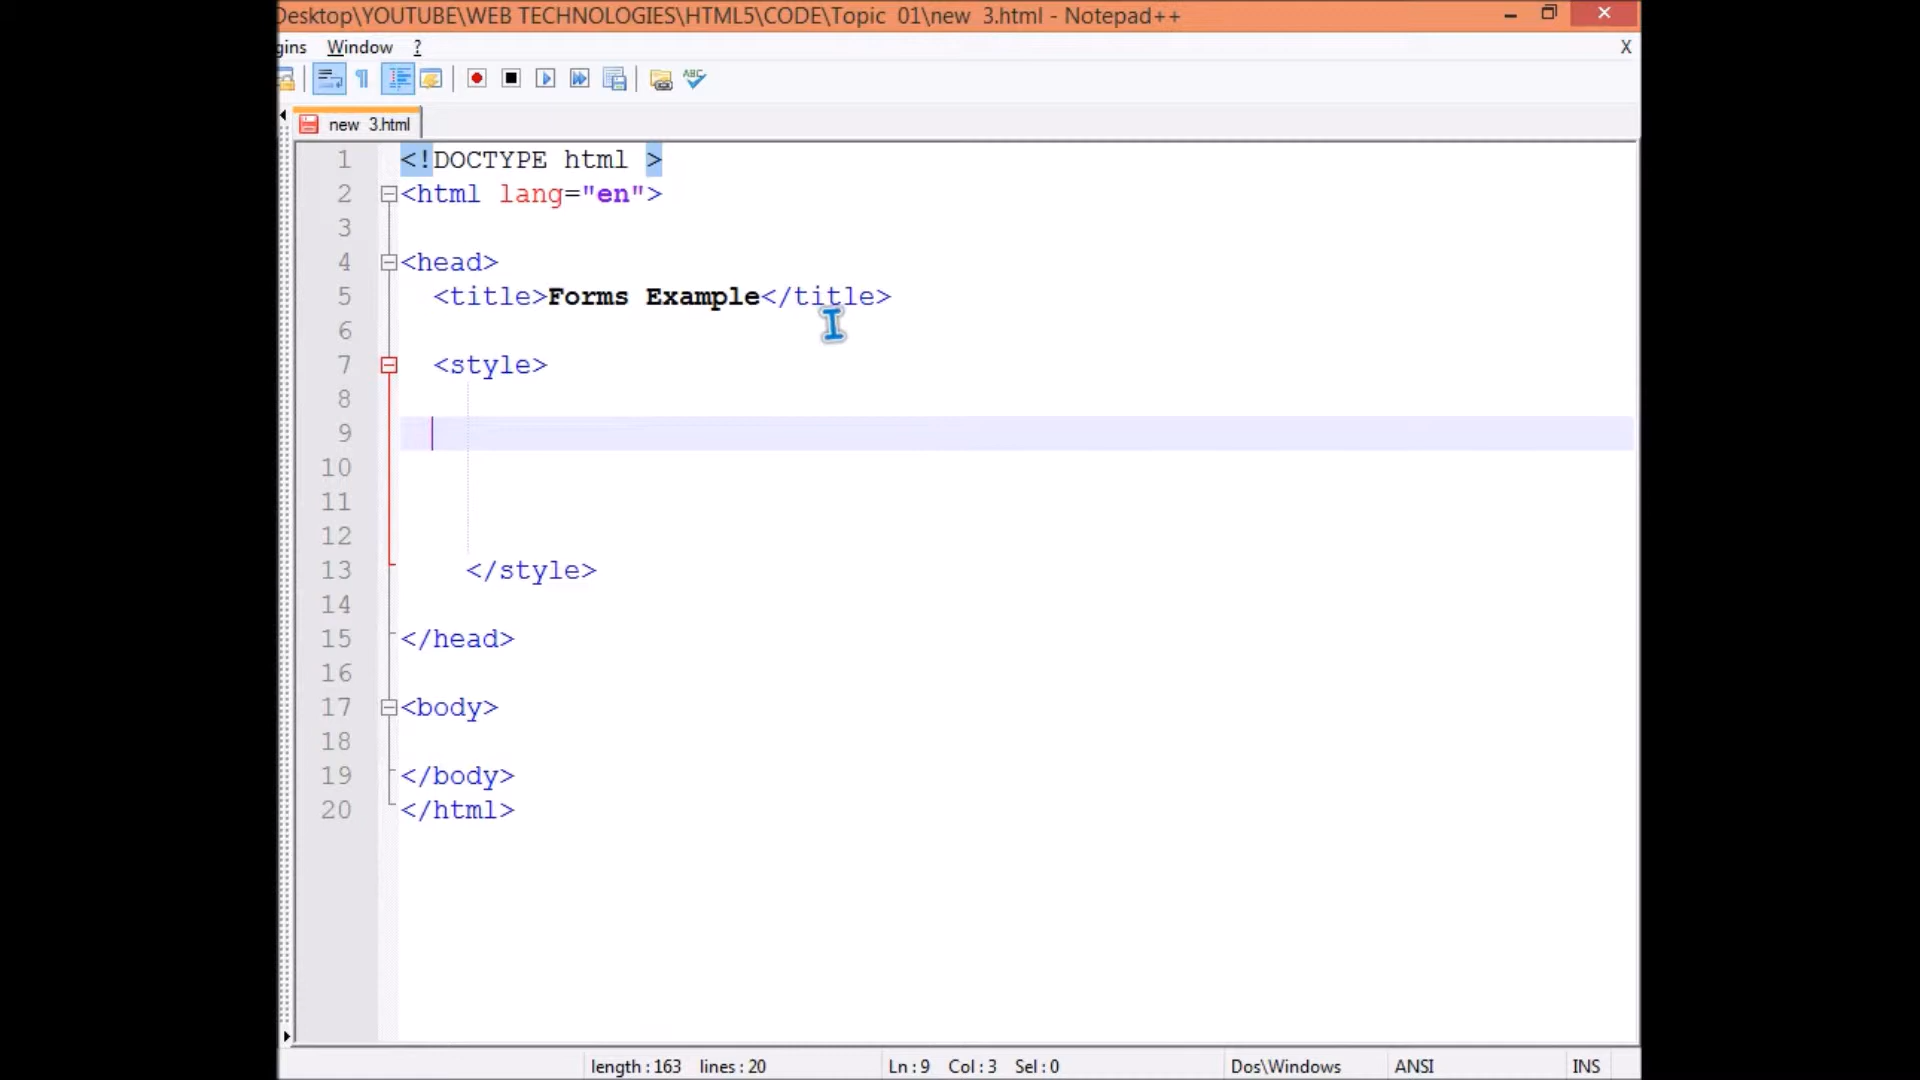 Desktop\YOUTUBE\WEB TECHNOLOGIES\HTML5\CODE\Topic 01\new 3.html - Notepad++
gins Window ? X
ABC
new 3.html
1 <!DOCTYPE html >
2 <html lang="en">
3
4 <head>
5 <title>Forms Example</title>
6
7 <style>
8
9
10
11
12
13 </style>
14
15 </head>
16
17 <body>
18
19 </body>
20 </html>
length : 163 lines : 20 Ln : 9 Col : 3 Sel : 0 Dos\Windows ANSI INS